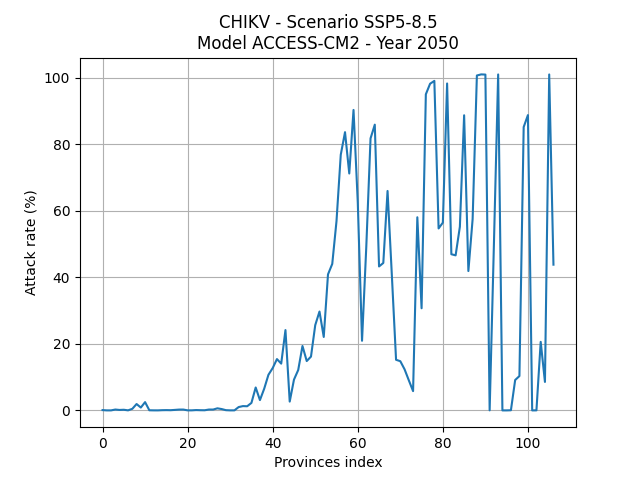 CHIKV - Scenario SSP5-8.5
Model ACCESS-CM2 - Year 2050
100
80
60
40
20
0
Attack rate (%)
0 20 40 60 80 100
Provinces index